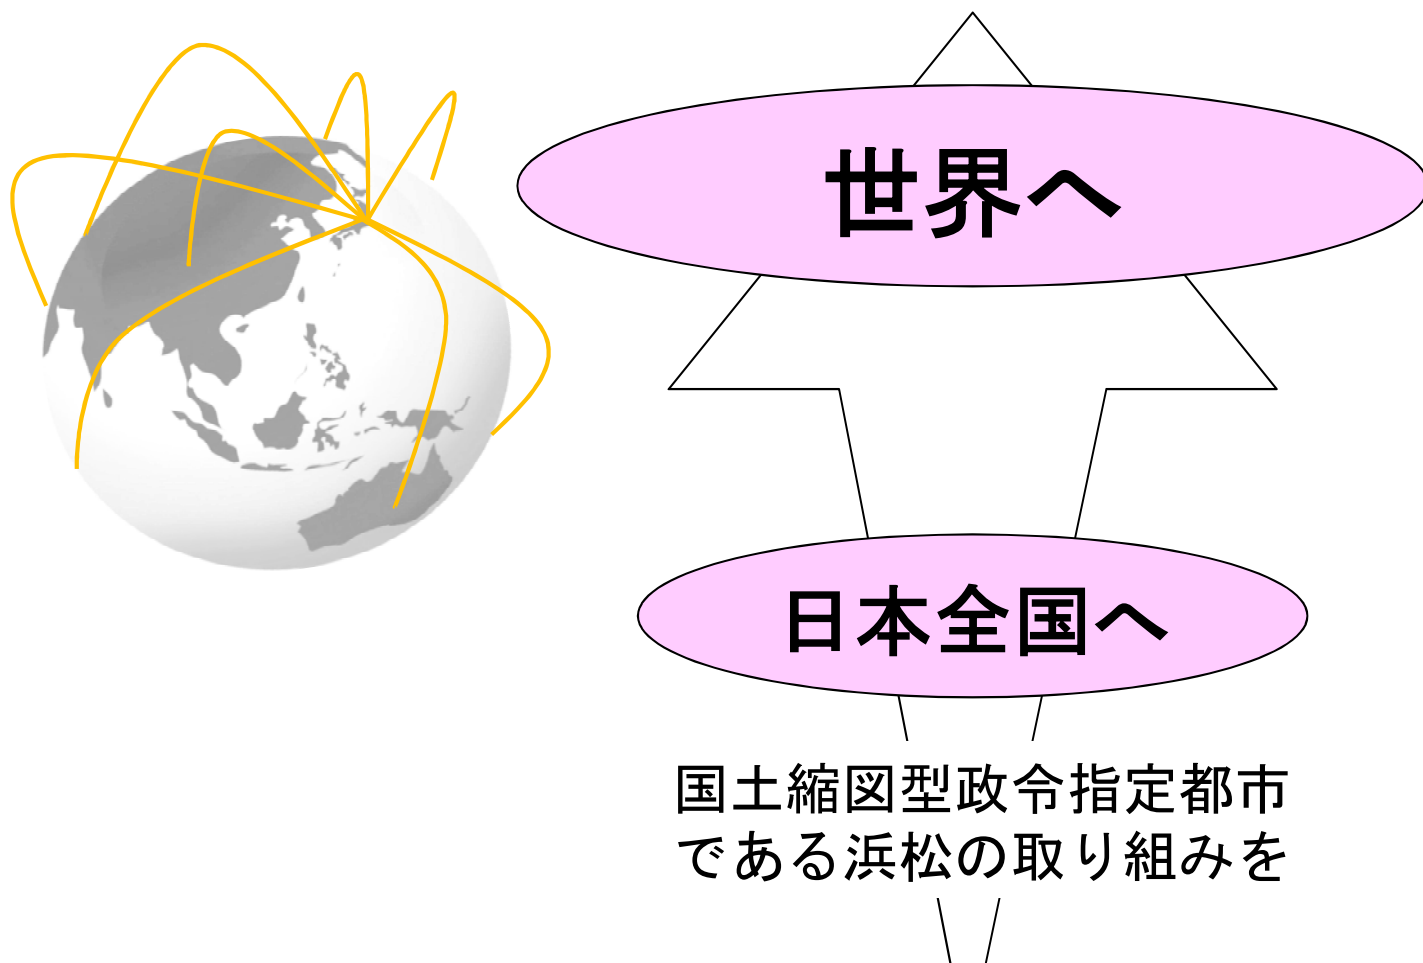 世界へ
日本全国へ
国土縮図型政令指定都市
である浜松の取り組みを